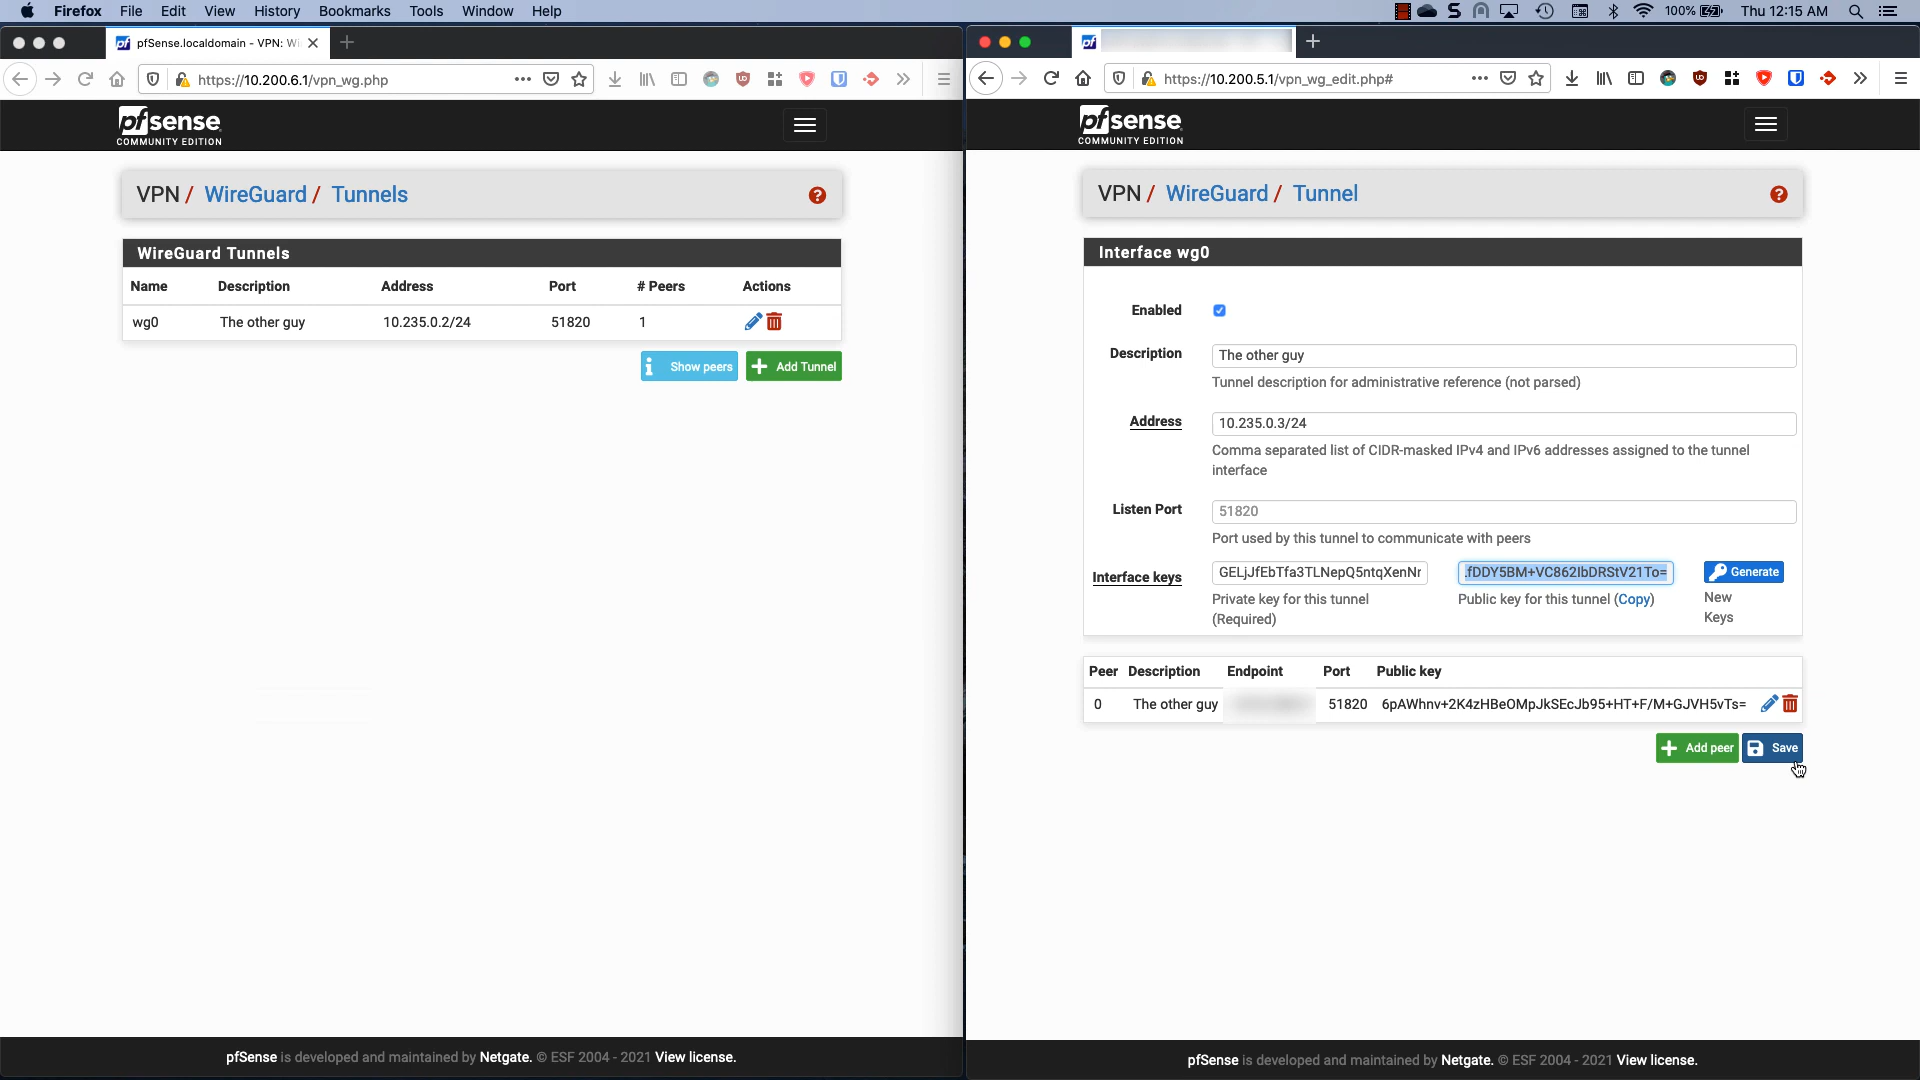 Firefox File Edit View History Bookmarks Tools Window Help
100% Thu 12:15 AM
pfSense.localdomain - VPN: Wi
https://10.200.6.1/vpn_wg.php
pfsense
COMMUNITY EDITION
VPN / WireGuard / Tunnels
WireGuard Tunnels
Name Description Address Port # Peers Actions
wg0 The other guy 10.235.0.2/24 51820 1
Show peers
Add Tunnel
pfSense is developed and maintained by Netgate. © ESF 2004 - 2021 View license.
https://10.200.5.1/vpn_wg_edit.php#
pfsense
COMMUNITY EDITION
VPN / WireGuard / Tunnel
Interface wg0
Enabled
Description The other guy
Tunnel description for administrative reference (not parsed)
Address 10.235.0.3/24
Comma separated list of CIDR-masked IPv4 and IPv6 addresses assigned to the tunnel
interface
Listen Port 51820
Port used by this tunnel to communicate with peers
Interface keys GELjJfEbTfa3TLNepQ5ntqXenNr .fDDY5BM+VC862IbDRStV21To= Generate
Private key for this tunnel
(Required)
Public key for this tunnel (Copy)
New
Keys
Peer Description Endpoint Port Public key
0 The other guy 51820 6pAWhnv+2K4zHBeOMpJkSEcJb95+HT+F/M+GJVH5vTs=
Add peer
Save
pfSense is developed and maintained by Netgate. © ESF 2004 - 2021 View license.